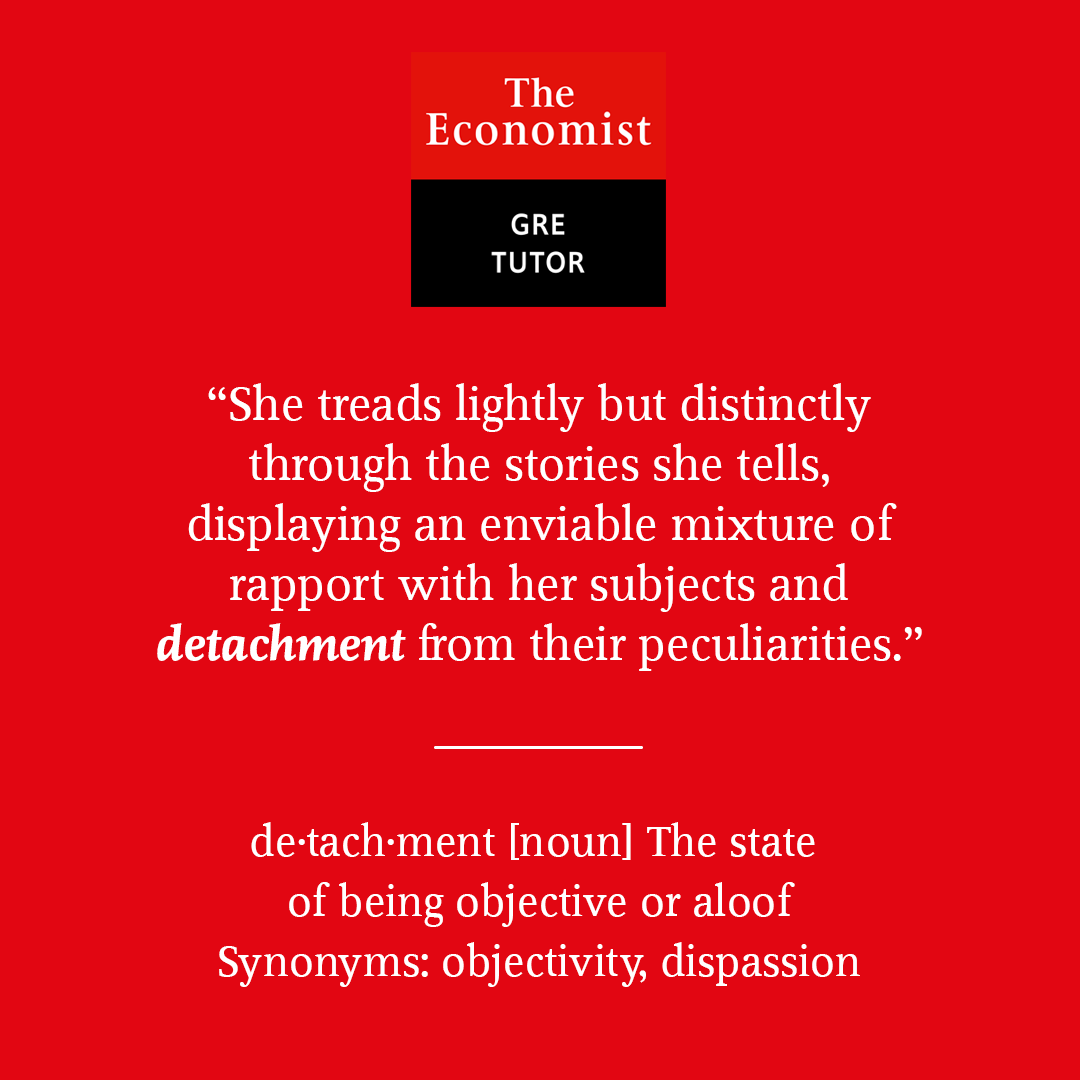 The
Economist
GRE
TUTOR
“She treads lightly but distinctly
through the stories she tells,
displaying an enviable mixture of
rapport with her subjects and
detachment from their peculiarities.”
de·tach·ment [noun] The state
of being objective or aloof
Synonyms: objectivity, dispassion